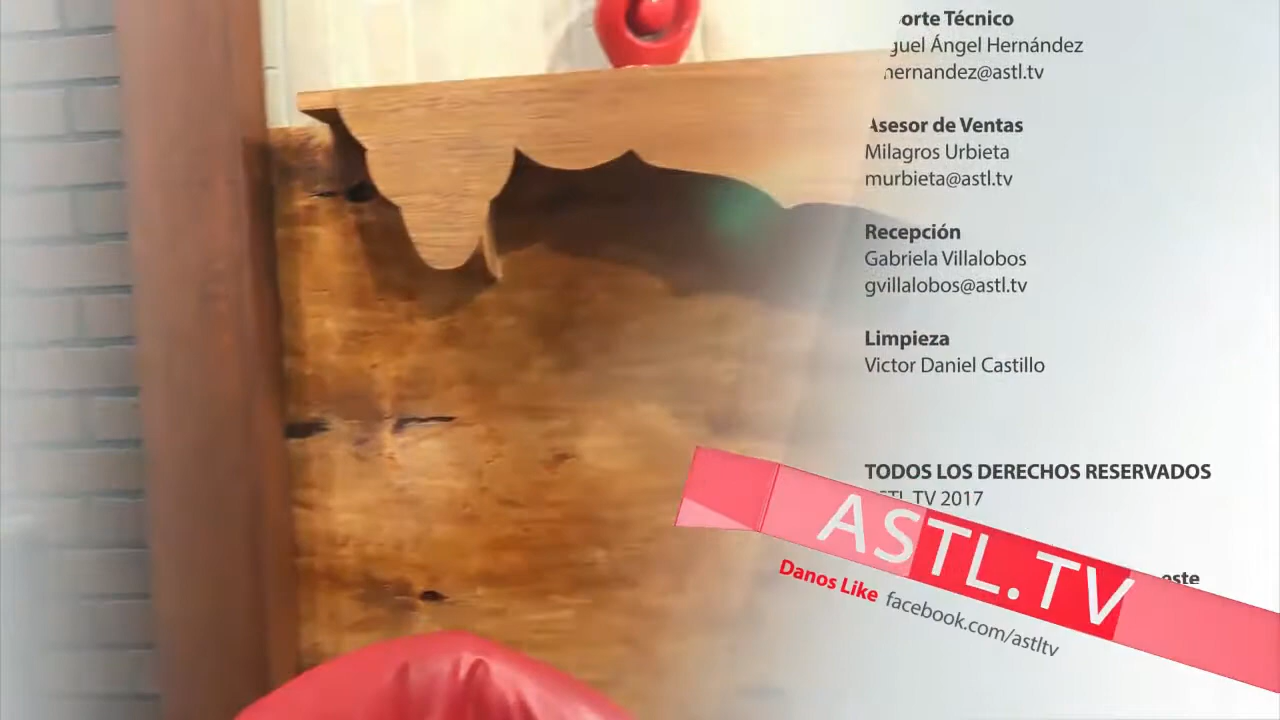 orte Técnico
guel Ángel Hernández
hernandez@astl.tv
Asesor de Ventas
Milagros Urbieta
murbieta@astl.tv
Recepción
Gabriela Villalobos
gvillalobos@astl.tv
Limpieza
Victor Daniel Castillo
TODOS LOS DERECHOS RESERVADOS
ASTL TV 2017
ASTL.TV
este
Danos Like facebook.com/astltv